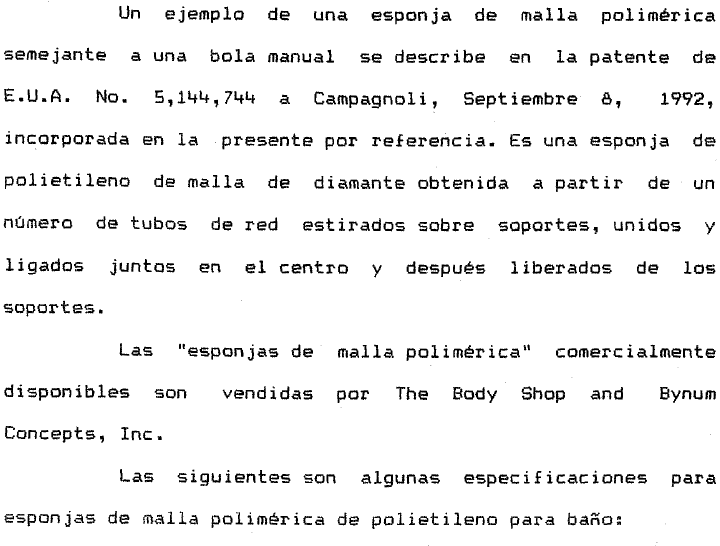 Un ejemplo de una esponja de malla polimérica
semejante a una bola manual se describe en la patente de
E.U.A. No. 5,144,744 a Campagnoli, Septiembre 8, 1992,
incorporada en la presente por referencia. Es una esponja de
polietileno de malla de diamante obtenida a partir de un
número de tubos de red estirados sobre soportes, unidos y
ligados juntos en el centro y después liberados de los
soportes.
Las "esponjas de malla polimérica" comercialmente
disponibles son vendidas por The Body Shop and Bynum
Concepts, Inc.
Las siguientes son algunas especificaciones para
esponjas de malla polimérica de polietileno para baño: